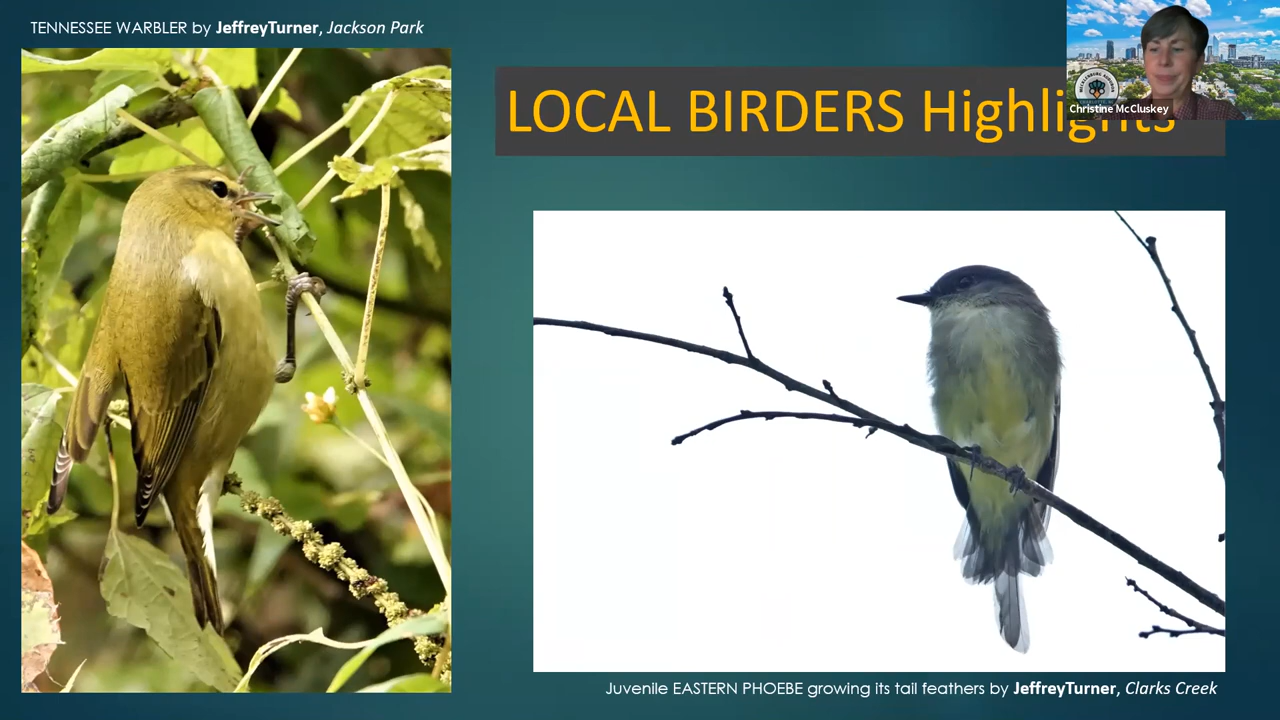 TENNESSEE WARBLER by JeffreyTurner, Jackson Park
LOCAL BIRDERS Highlights
Christine McCluskey
Juvenile EASTERN PHOEBE growing its tail feathers by JeffreyTurner, Clarks Creek